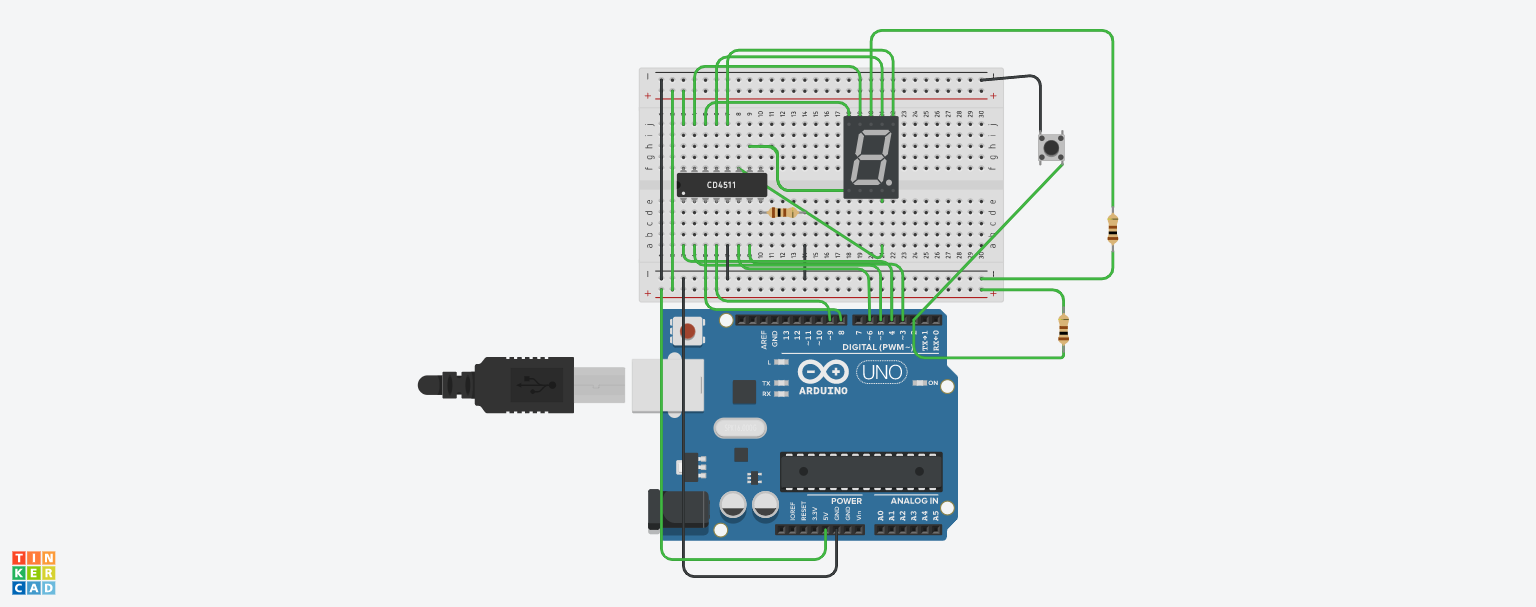 CD4511
AREF
GND
13
12
~11
~10
~9
8
7
~6
~5
4
~3
TX→1
RX←0
DIGITAL (PWM~)
L
TX
RX
ARDUINO
UNO
ON
POWER
ANALOG IN
IOREF
RESET
3.3V
5V
GND
GND
Vin
A0
A1
A2
A3
A4
A5
TIN
KER
CAD